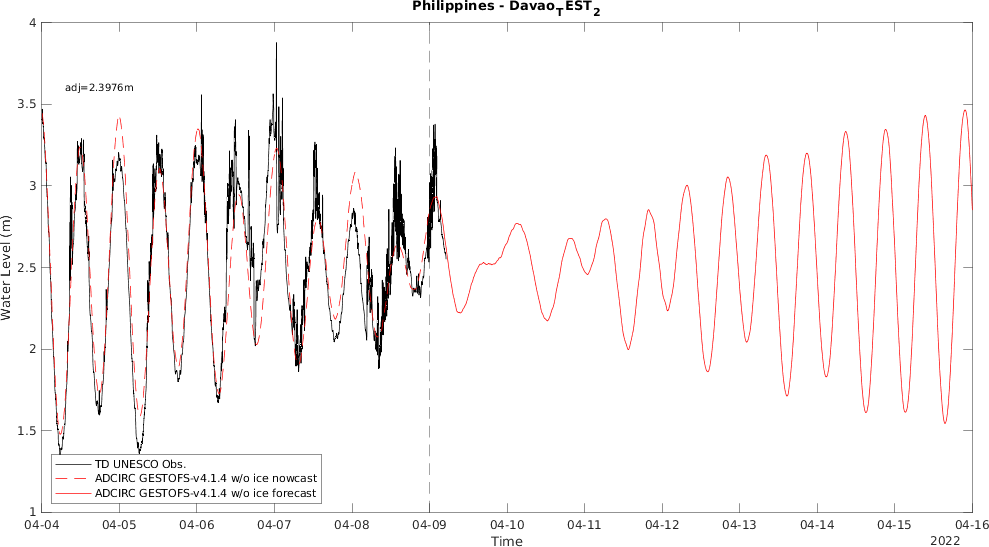 Philippines - Davao_TEST_2
4
adj=2.3976m
3.5
3
2.5
2
1.5
1
Water Level (m)
TD UNESCO Obs.
ADCIRC GESTOFS-v4.1.4 w/o ice nowcast
ADCIRC GESTOFS-v4.1.4 w/o ice forecast
04-04 04-05 04-06 04-07 04-08 04-09 04-10 04-11 04-12 04-13 04-14 04-15 04-16
Time
2022